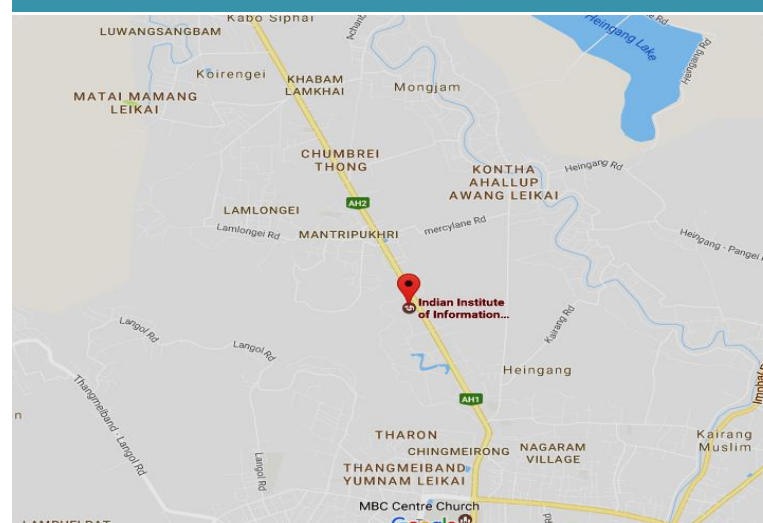 Kabo Siphai
LUWANGSANGBAM
Heingang Lake
Heingang Rd
Koirengei
KHABAM
LAMKHAI
Mongjam
MATAI MAMANG
LEIKAI
CHUMBREI
THONG
KONTHA
AHALLUP
AWANG LEIKAI
Heingang Rd
AH2
LAMLONGEI
Lamlongei Rd
MANTRIPUKHRI
mercylane Rd
Heingang - Pangei
Indian Institute
of Information...
Langol Rd
Langol Rd
Kairang Rd
Thangmeiband - Langol Rd
Heingang
AH1
THARON
CHINGMEIRONG
NAGARAM
VILLAGE
Kairang
Muslim
Langol Rd
THANGMEIBAND
YUMNAM LEIKAI
MBC Centre Church